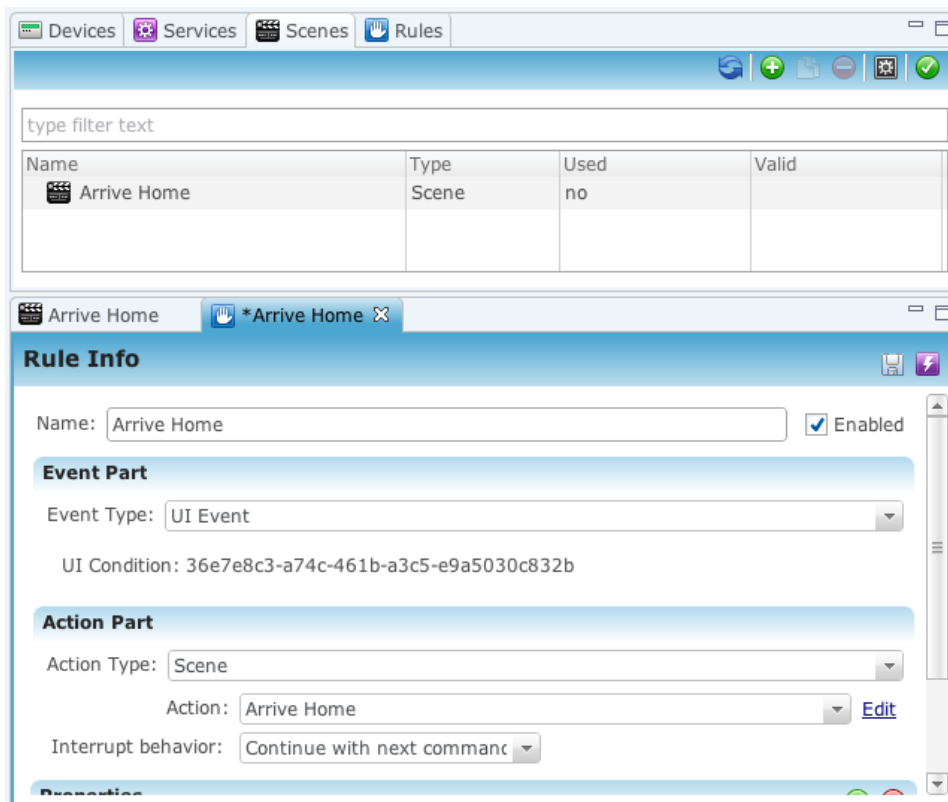 Devices Services Scenes Rules
type filter text
Name Type Used Valid
Arrive Home Scene no
Arrive Home *Arrive Home
Rule Info
Name: Arrive Home Enabled
Event Part
Event Type: UI Event
UI Condition: 36e7e8c3-a74c-461b-a3c5-e9a5030c832b
Action Part
Action Type: Scene
Action: Arrive Home Edit
Interrupt behavior: Continue with next comman
Properties